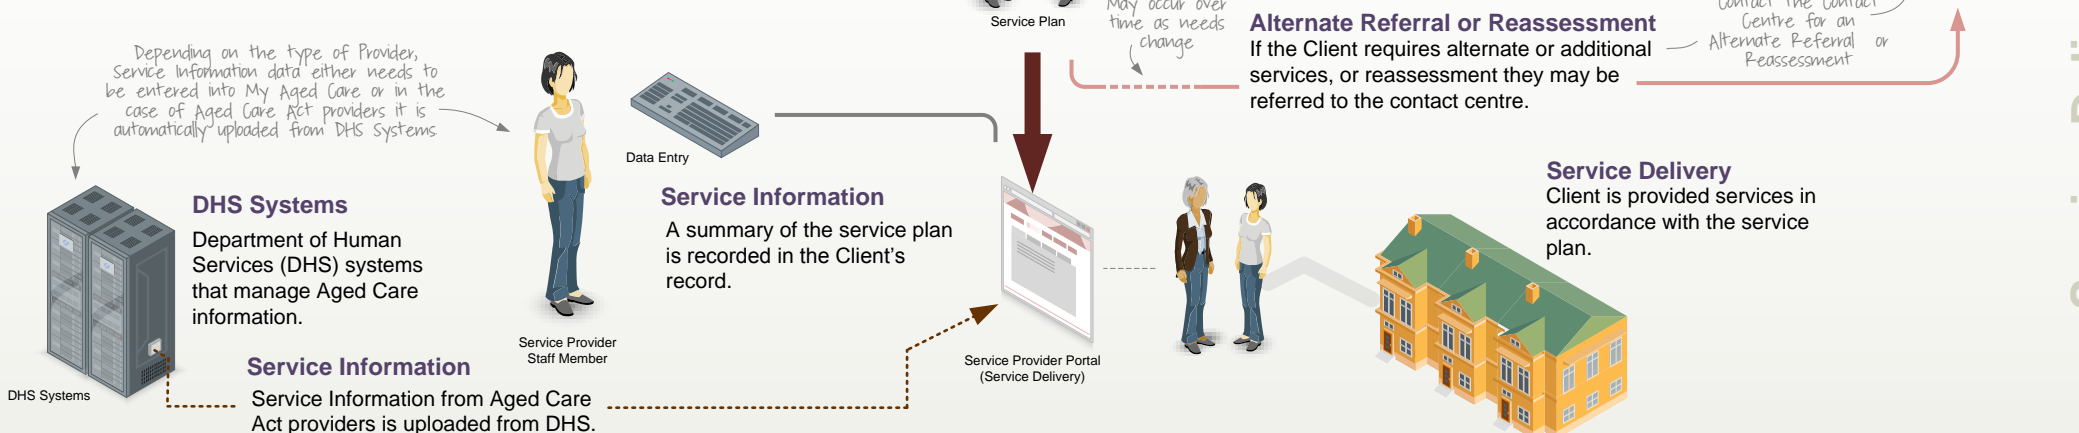 Service Plan
May occur over
time as needs
change
Alternate Referral or Reassessment
If the Client requires alternate or additional
services, or reassessment they may be
referred to the contact centre.
Contact the Contact
Centre for an
Alternate Referral or
Reassessment
Depending on the type of Provider,
Service Information data either needs to
be entered into My Aged Care or in the
case of Aged Care Act providers it is
automatically uploaded from DHS Systems
Data Entry
Service Information
A summary of the service plan
is recorded in the Client's
record.
Service Delivery
Client is provided services in
accordance with the service
plan.
DHS Systems
Department of Human
Services (DHS) systems
that manage Aged Care
information.
Service Provider
Staff Member
Service Provider Portal
(Service Delivery)
DHS Systems
Service Information
Service Information from Aged Care
Act providers is uploaded from DHS.